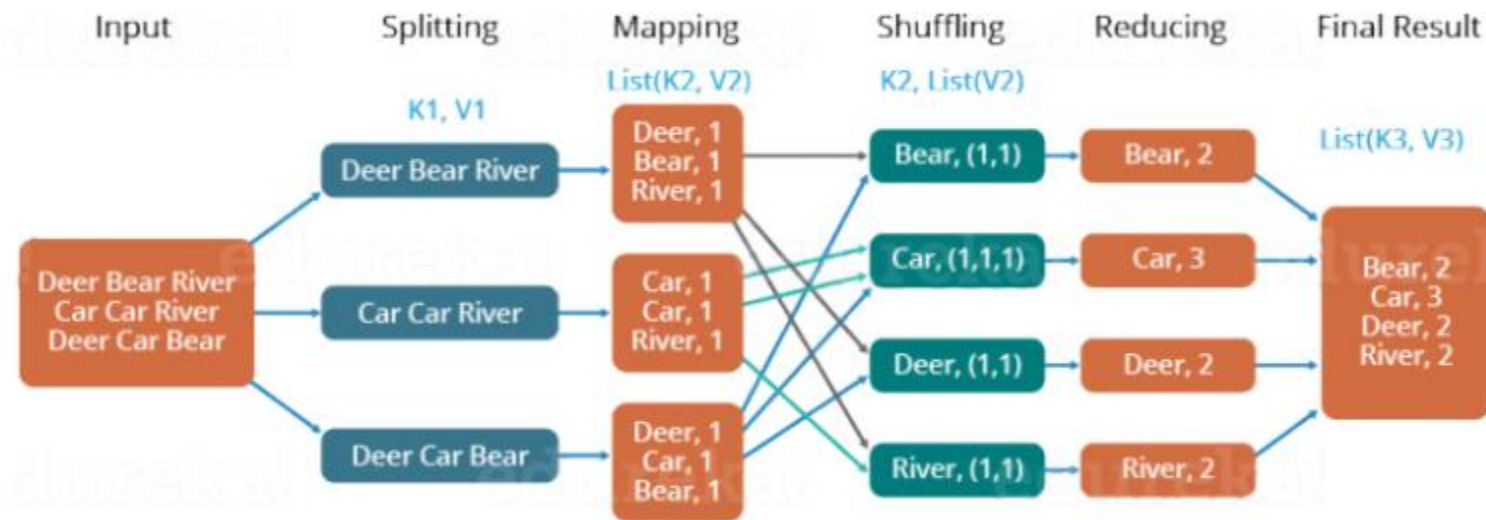 Input
Splitting
Mapping
Shuffling
Reducing
Final Result
K1, V1
List(K2, V2)
K2, List(V2)
List(K3, V3)
Deer Bear River
Car Car River
Deer Car Bear
Deer Bear River
Car Car River
Deer Car Bear
Deer, 1
Bear, 1
River, 1
Car, 1
Car, 1
River, 1
Deer, 1
Car, 1
Bear, 1
Bear, (1,1)
Car, (1,1,1)
Deer, (1,1)
River, (1,1)
Bear, 2
Car, 3
Deer, 2
River, 2
Bear, 2
Car, 3
Deer, 2
River, 2
edureka!